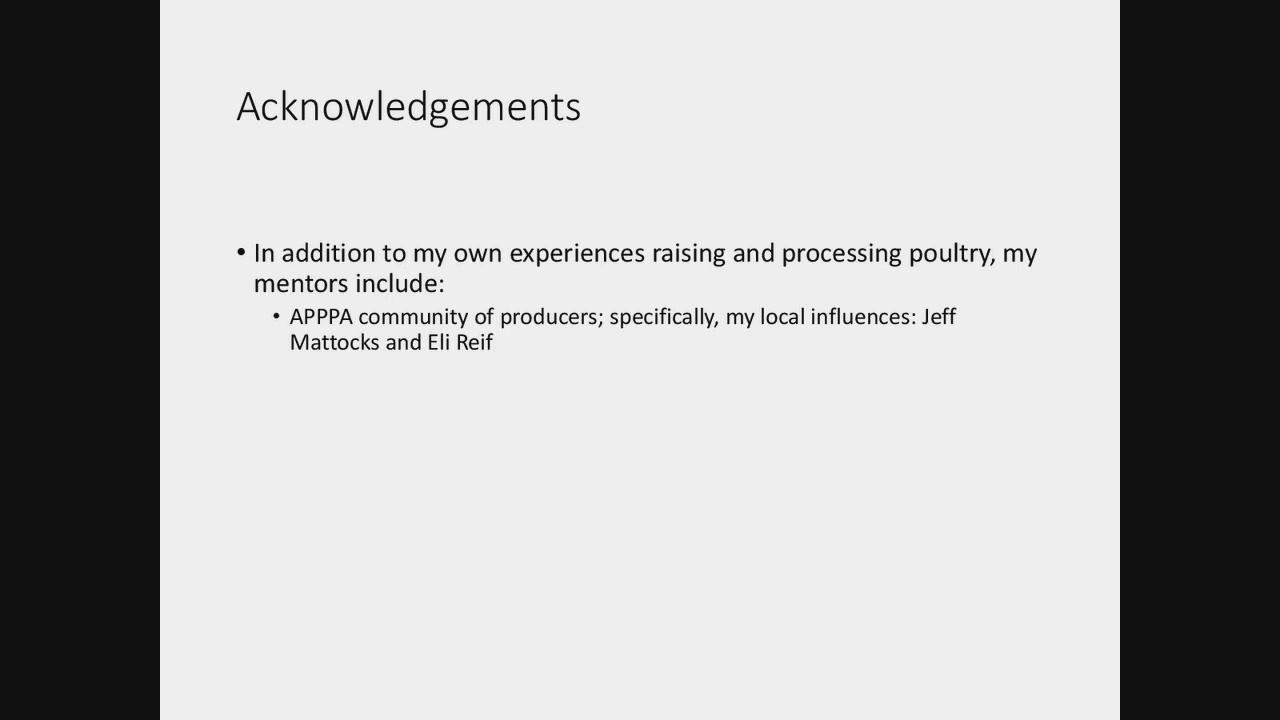 Acknowledgements
• In addition to my own experiences raising and processing poultry, my
mentors include:
• APPPA community of producers; specifically, my local influences: Jeff
Mattocks and Eli Reif